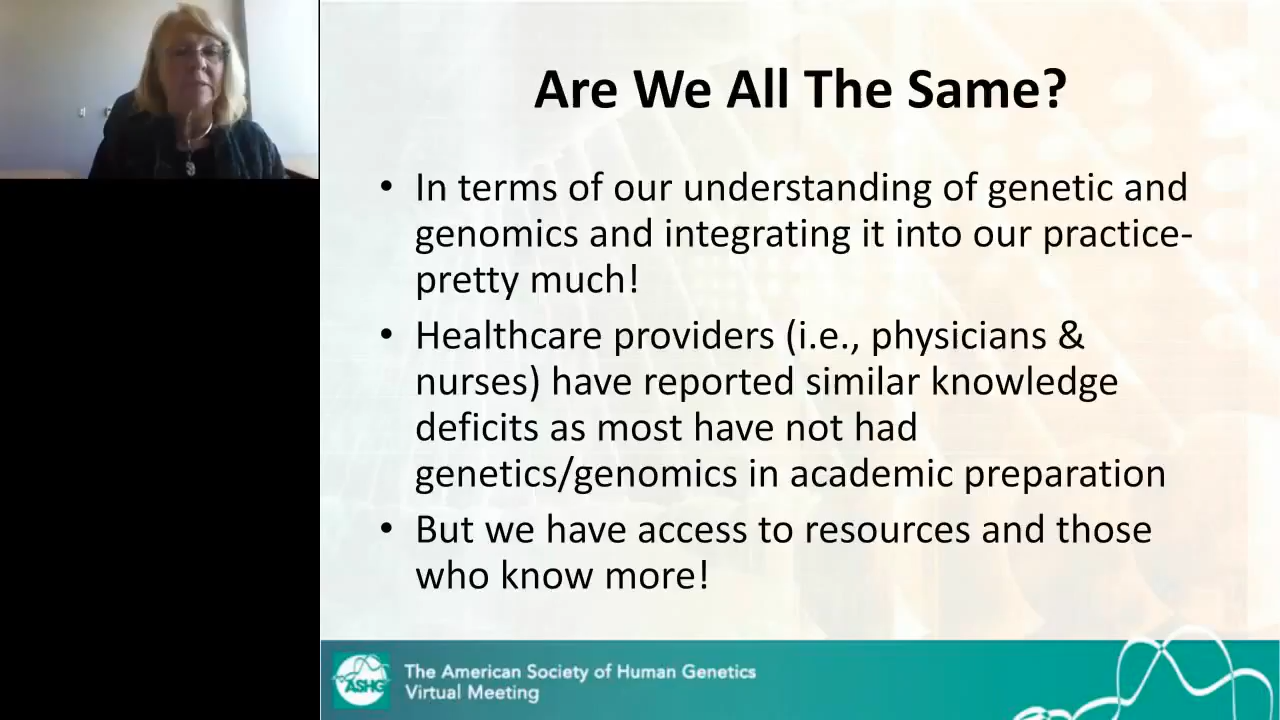 Are We All The Same?
• In terms of our understanding of genetic and
genomics and integrating it into our practice-
pretty much!
• Healthcare providers (i.e., physicians &
nurses) have reported similar knowledge
deficits as most have not had
genetics/genomics in academic preparation
• But we have access to resources and those
who know more!
ASHG
The American Society of Human Genetics
Virtual Meeting